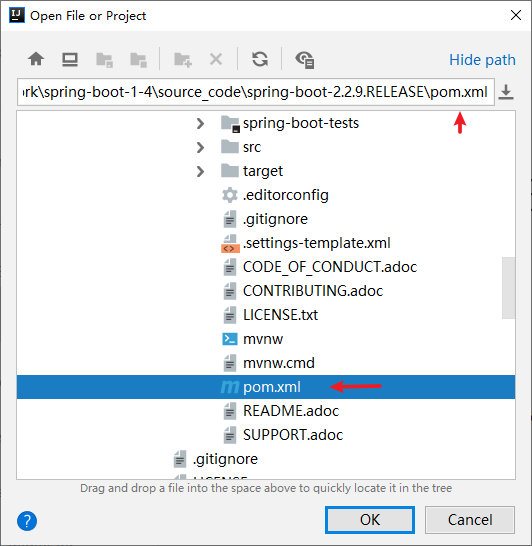 Open File or Project
Hide path
rk\spring-boot-1-4\source_code\spring-boot-2.2.9.RELEASE\pom.xml
spring-boot-tests
src
target
.editorconfig
.gitignore
.settings-template.xml
CODE_OF_CONDUCT.adoc
CONTRIBUTING.adoc
LICENSE.txt
mvnw
mvnw.cmd
pom.xml
README.adoc
SUPPORT.adoc
.gitignore
LICENSE
Drag and drop a file into the space above to quickly locate it in the tree
OK
Cancel